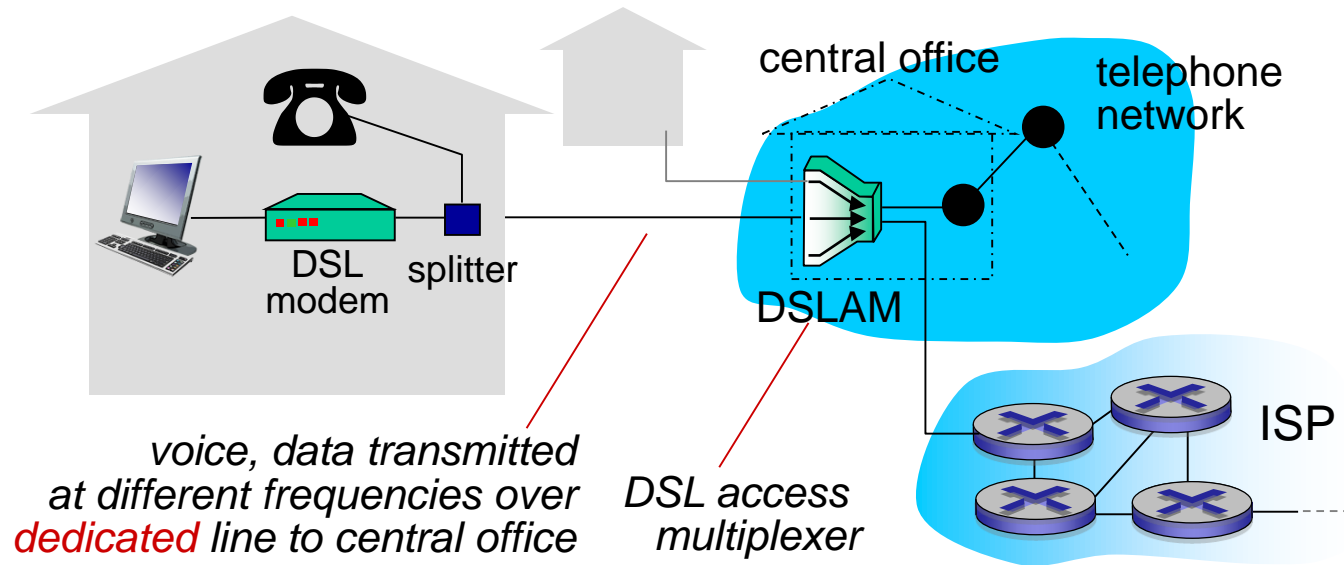 central office
telephone
network
DSL
modem
splitter
DSLAM
ISP
voice, data transmitted
at different frequencies over
dedicated line to central office
DSL access
multiplexer